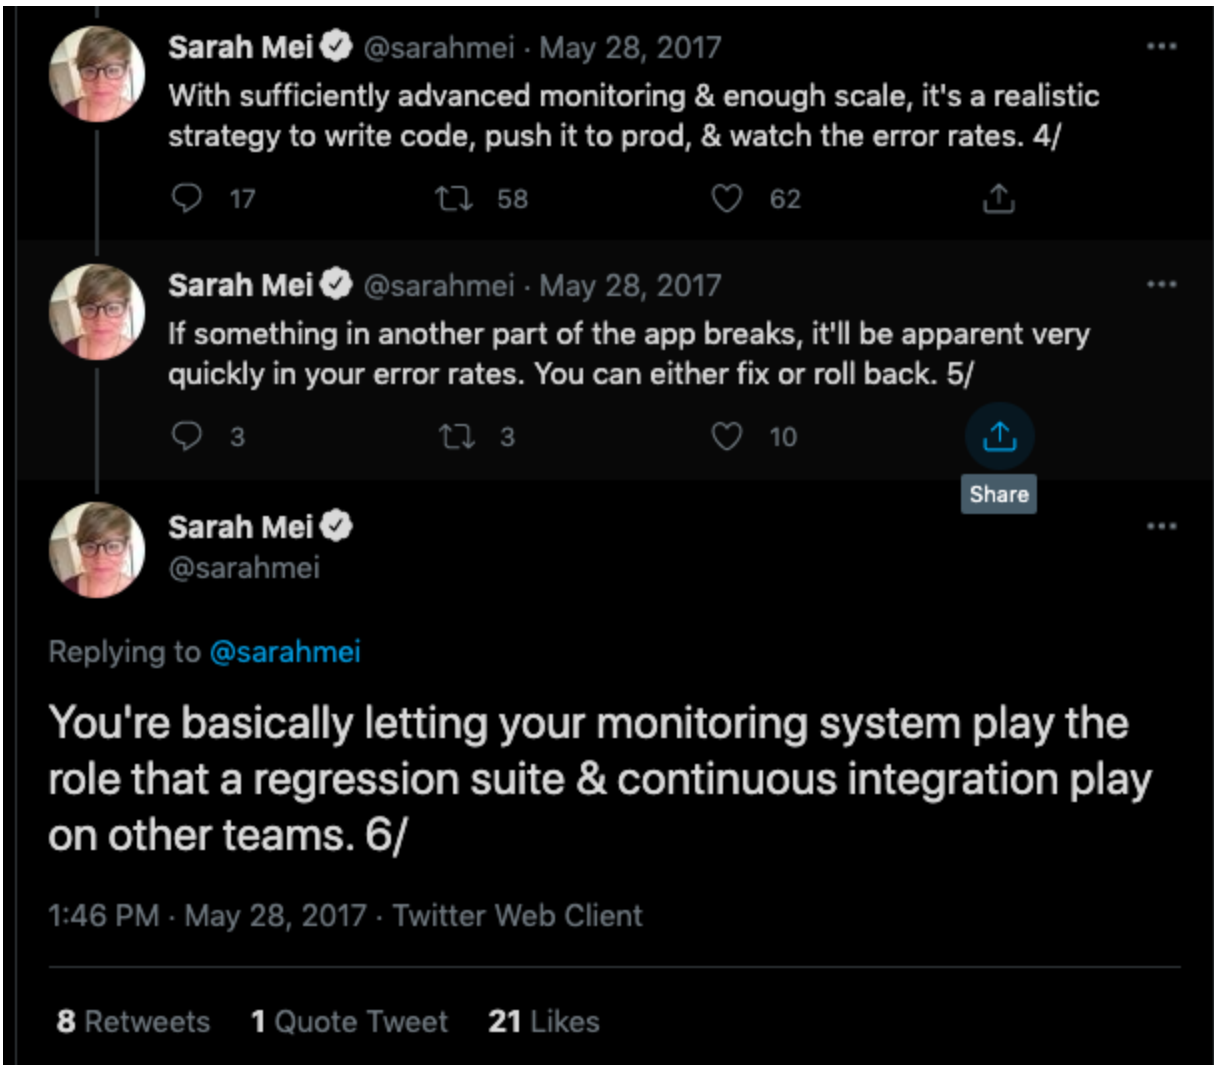 Sarah Mei @sarahmei · May 28, 2017
With sufficiently advanced monitoring & enough scale, it's a realistic
strategy to write code, push it to prod, & watch the error rates. 4/
17 58 62
Sarah Mei @sarahmei · May 28, 2017
If something in another part of the app breaks, it'll be apparent very
quickly in your error rates. You can either fix or roll back. 5/
3 3 10
Share
Sarah Mei
@sarahmei
Replying to @sarahmei
You're basically letting your monitoring system play the
role that a regression suite & continuous integration play
on other teams. 6/
1:46 PM · May 28, 2017 · Twitter Web Client
8 Retweets 1 Quote Tweet 21 Likes